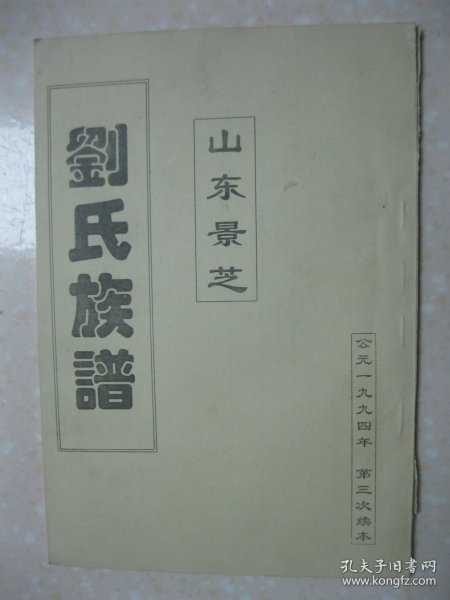 劉氏族譜
山东景芝
公元一九九四年 第三次续本
孔夫子旧书网
www.kongfz.com